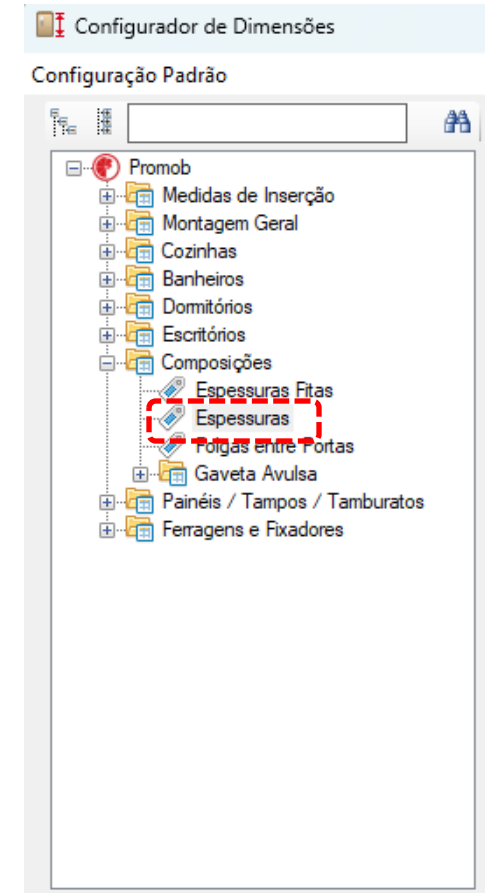 Configurador de Dimensões
Configuração Padrão
Promob
Medidas de Inserção
Montagem Geral
Cozinhas
Banheiros
Dormitórios
Escritórios
Composições
Espessuras Fitas
Espessuras
Folgas entre Portas
Gaveta Avulsa
Painéis / Tampos / Tamburatos
Ferragens e Fixadores